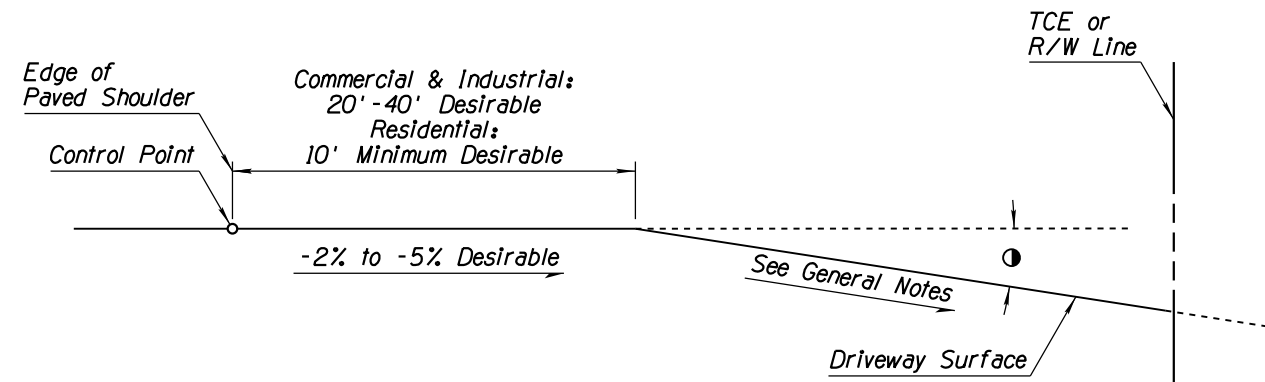 TCE or
R/W Line
Edge of
Paved Shoulder
Commercial & Industrial:
20'-40' Desirable
Residential:
10' Minimum Desirable
Control Point
-2% to -5% Desirable
See General Notes
Driveway Surface